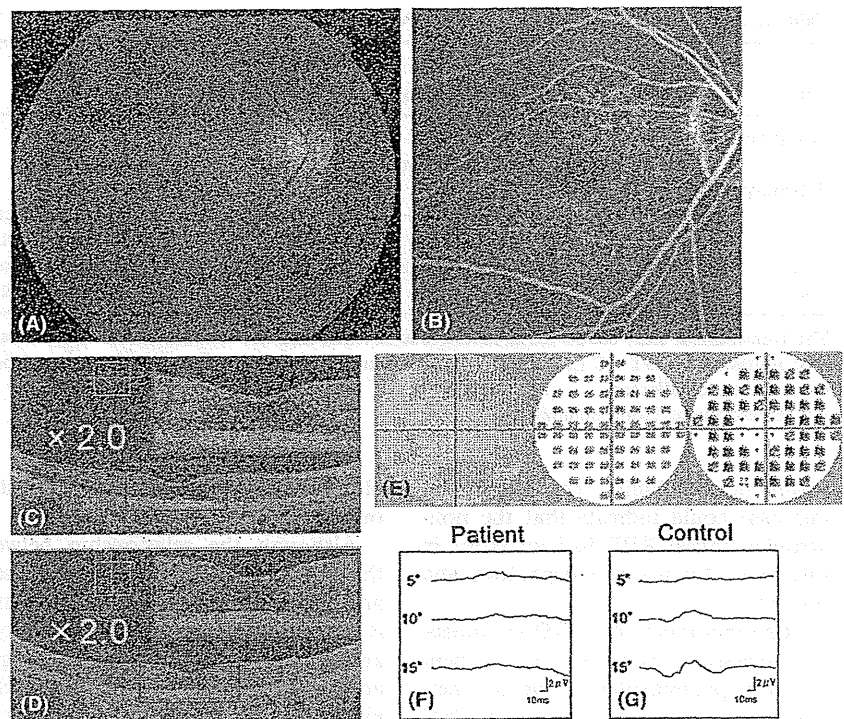 (A)
(B)
× 2.0
(C)
× 2.0
(D)
(E)
Patient
5°
10°
15°
2μV
10ms
(F)
Control
5°
10°
15°
2μV
10ms
(G)